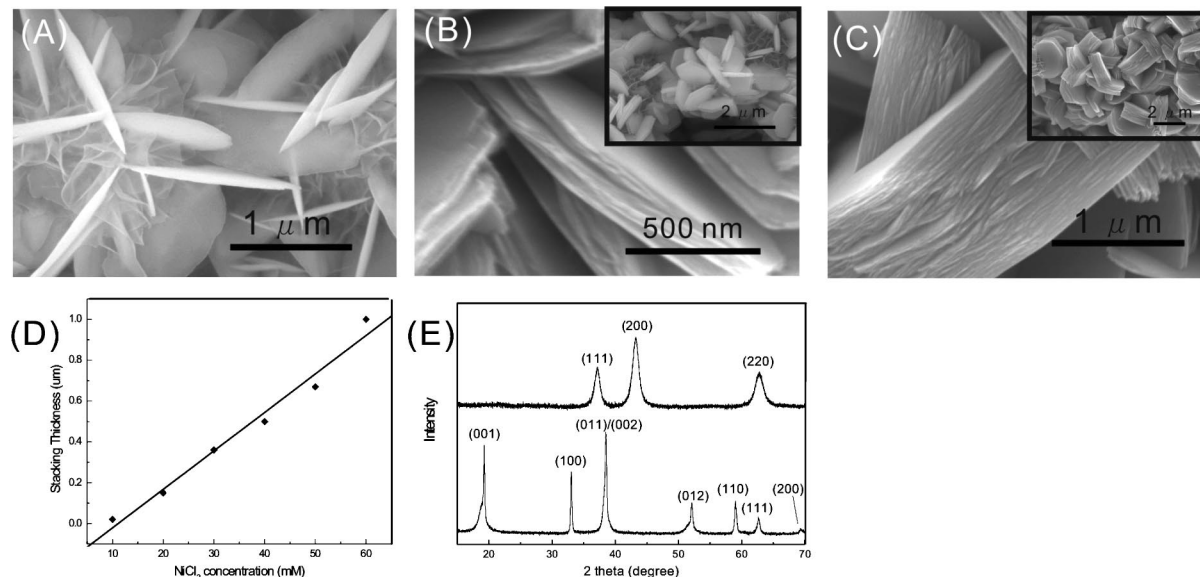 (A)
1 μm
(B)
2 μm
500 nm
(C)
2 μm
1 μm
(D)
Stacking Thickness (um)
1.0
0.8
0.6
0.4
0.2
0.0
10 20 30 40 50 60
NiCl₂ concentration (mM)
(E)
Intensity
(111)
(200)
(220)
(001)
(100)
(011)/(002)
(012)
(110)
(111)
(200)
20 30 40 50 60 70
2 theta (degree)